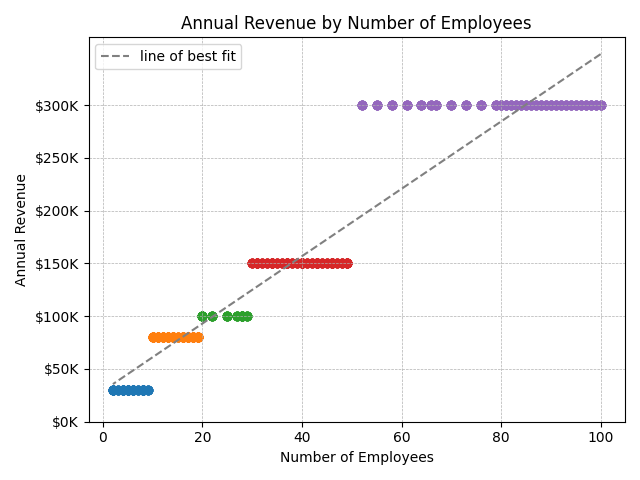 Annual Revenue by Number of Employees
line of best fit
$300K
$250K
$200K
$150K
$100K
$50K
$0K
Annual Revenue
0 20 40 60 80 100
Number of Employees